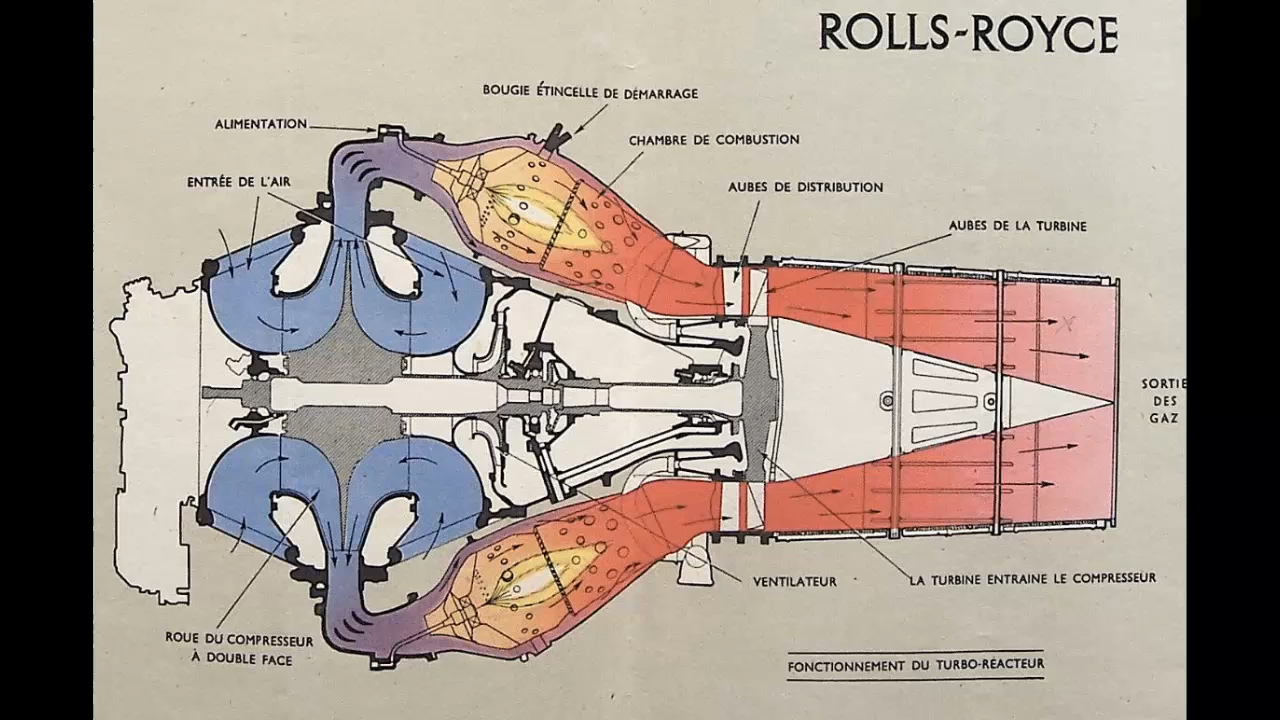 ROLLS-ROYCE
BOUGIE ÉTINCELLE DE DÉMARRAGE
ALIMENTATION
CHAMBRE DE COMBUSTION
ENTRÉE DE L'AIR
AUBES DE DISTRIBUTION
AUBES DE LA TURBINE
SORTIE
DES
GAZ
VENTILATEUR
LA TURBINE ENTRAINE LE COMPRESSEUR
ROUE DU COMPRESSEUR
À DOUBLE FACE
FONCTIONNEMENT DU TURBO-RÉACTEUR